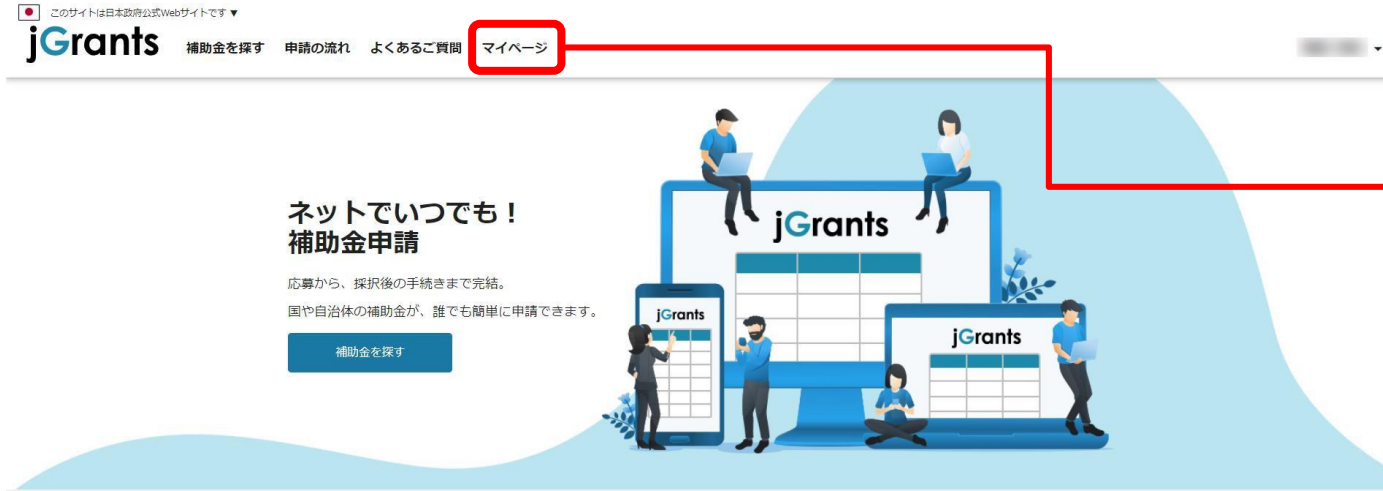 このサイトは日本政府公式Webサイトです ▼
jGrants 補助金を探す 申請の流れ よくあるご質問 マイページ
ネットでいつでも！
補助金申請
応募から、採択後の手続きまで完結。
国や自治体の補助金が、誰でも簡単に申請できます。
補助金を探す
jGrants
jGrants
jGrants